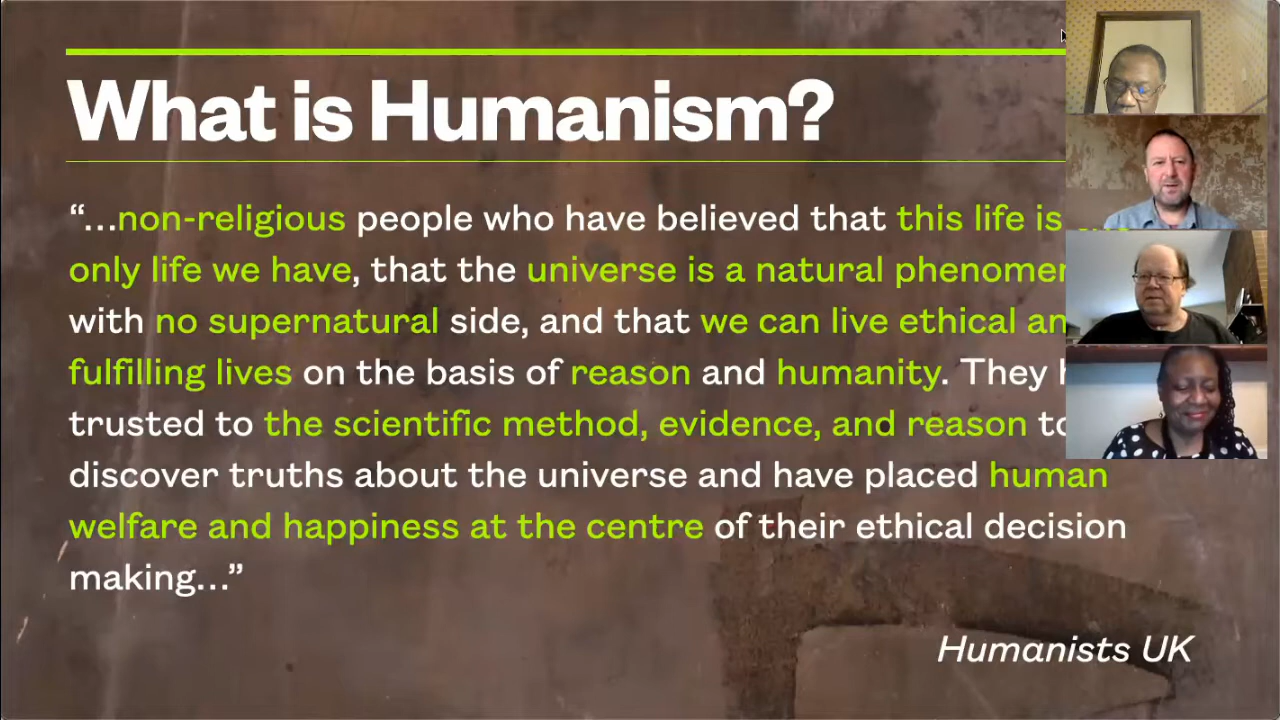 What is Humanism?
“…non-religious people who have believed that this life is
only life we have, that the universe is a natural
with no supernatural side, and that we can live ethical
fulfilling lives on the basis of reason and humanity. They
trusted to the scientific method, evidence, and reason
discover truths about the universe and have placed human
welfare and happiness at the centre of their ethical decision
making…”
Humanists UK